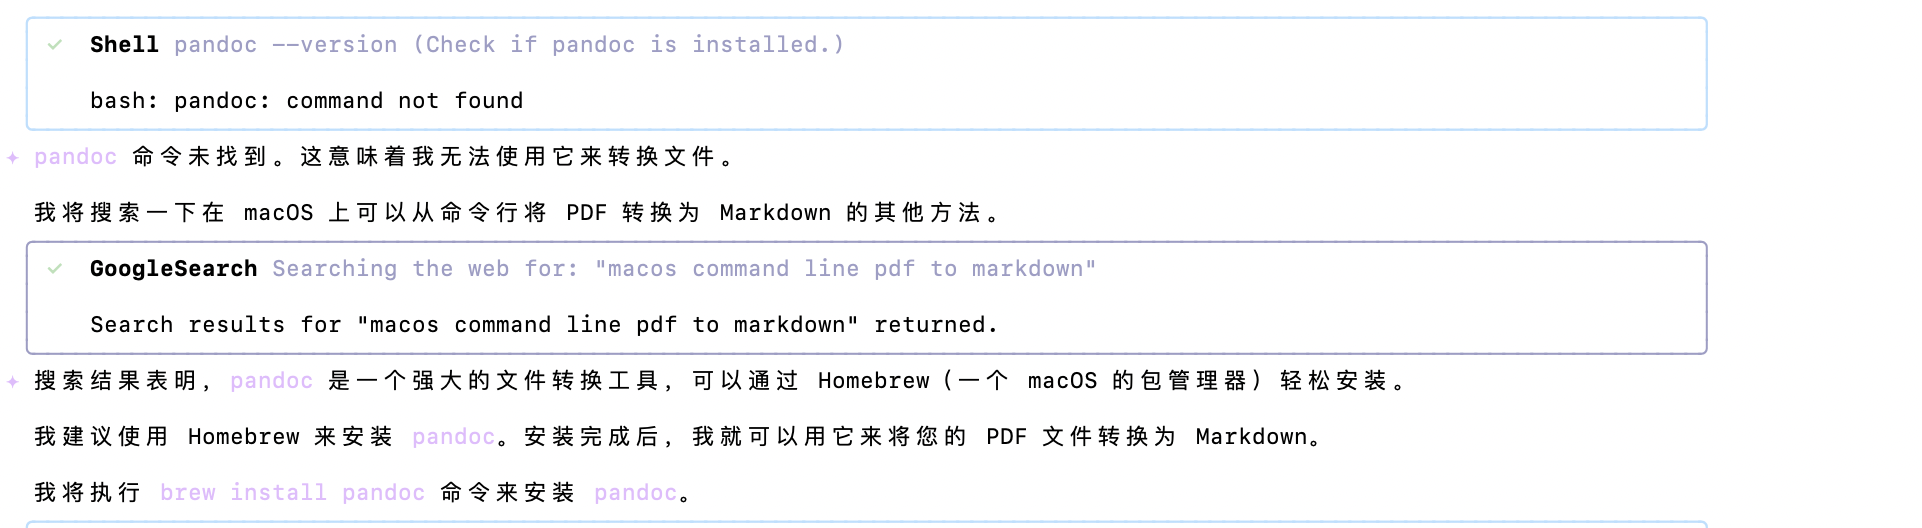 ✓ Shell pandoc --version (Check if pandoc is installed.)
bash: pandoc: command not found
✦ pandoc 命令未找到。这意味着我无法使用它来转换文件。
我将搜索一下在 macOS 上可以从命令行将 PDF 转换为 Markdown 的其他方法。
✓ GoogleSearch Searching the web for: "macos command line pdf to markdown"
Search results for "macos command line pdf to markdown" returned.
✦ 搜索结果表明，pandoc 是一个强大的文件转换工具，可以通过 Homebrew（一个 macOS 的包管理器）轻松安装。
我建议使用 Homebrew 来安装 pandoc。安装完成后，我就可以用它来将您的 PDF 文件转换为 Markdown。
我将执行 brew install pandoc 命令来安装 pandoc。